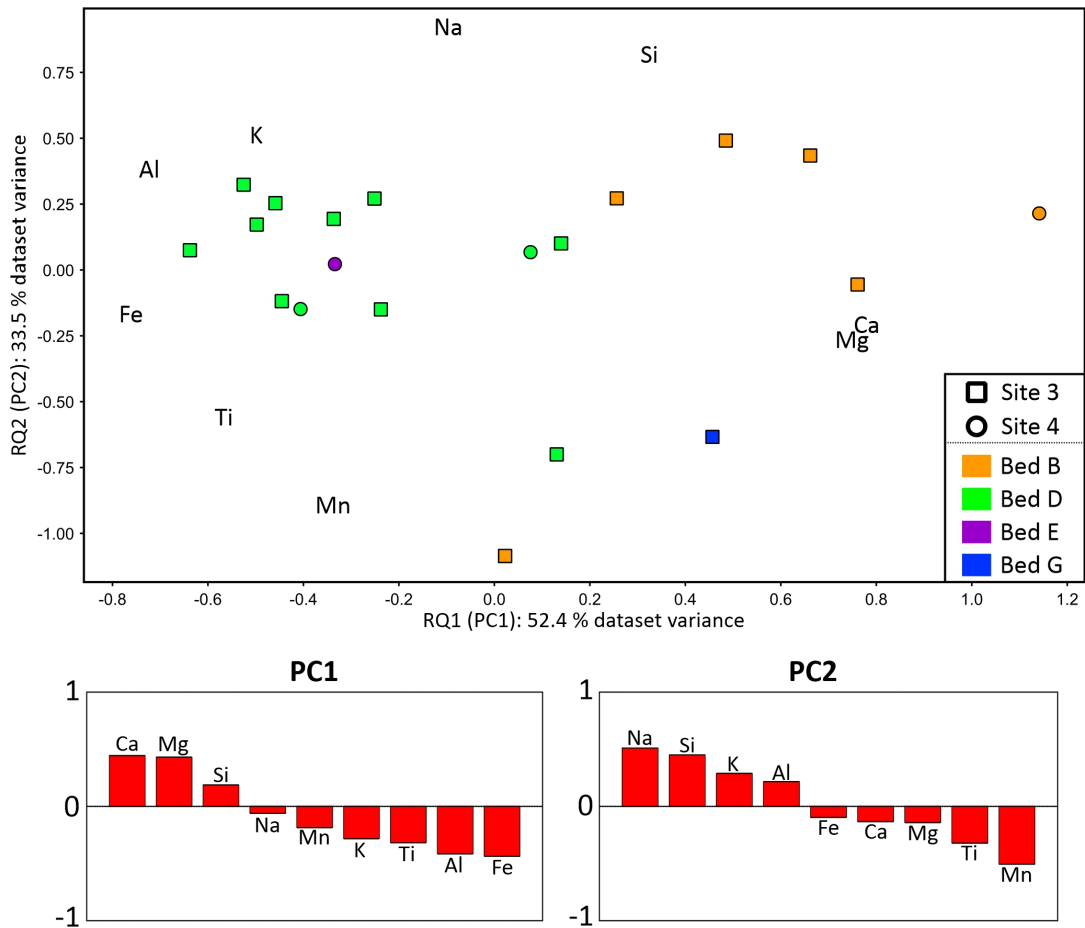 Na
Si
0.75
K
0.50
Al
0.25
0.00
Fe
Ca
-0.25
Mg
Ti
-0.50
-0.75
Mn
-1.00
RQ2 (PC2): 33.5 % dataset variance
Site 3
Site 4
Bed B
Bed D
Bed E
Bed G
-0.8 -0.6 -0.4 -0.2 0.0 0.2 0.4 0.6 0.8 1.0 1.2
RQ1 (PC1): 52.4 % dataset variance
PC1
1
0
-1
Ca Mg Si Na Mn K Ti Al Fe
PC2
1
0
-1
Na Si K Al Fe Ca Mg Ti Mn